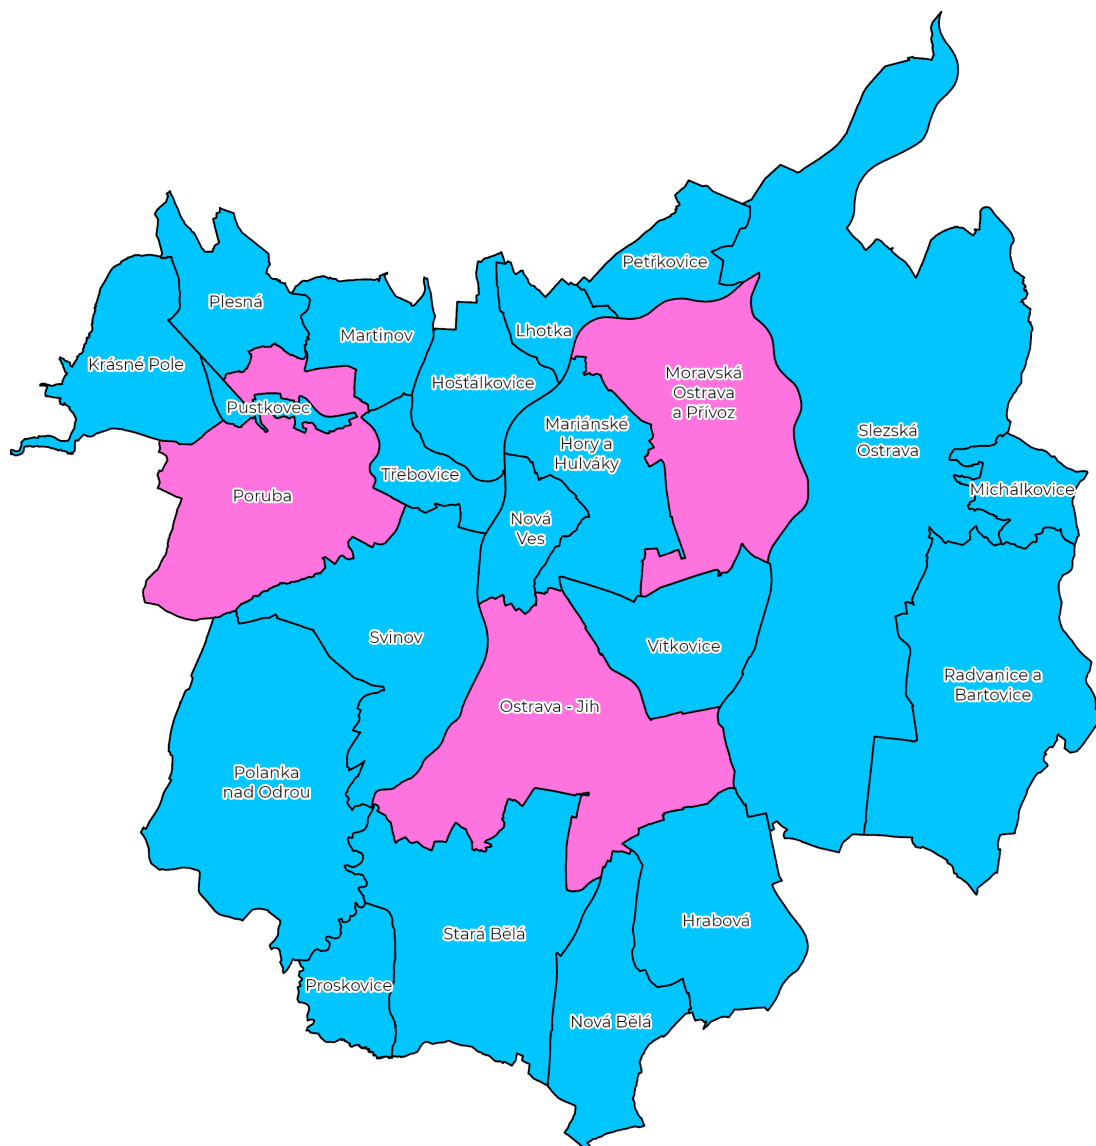 Petřkovice
Plesná
Lhotka
Martinov
Krásné Pole
Moravská
Ostrava
a Přívoz
Hošťálkovice
Pustkovec
Mariánské
Hory a
Hulváky
Slezská
Ostrava
Třebovice
Michálkovice
Poruba
Nová
Ves
Svinov
Vítkovice
Radvanice a
Bartovice
Ostrava - Jih
Polanka
nad Odrou
Hrabová
Stará Bělá
Proskovice
Nová Bělá